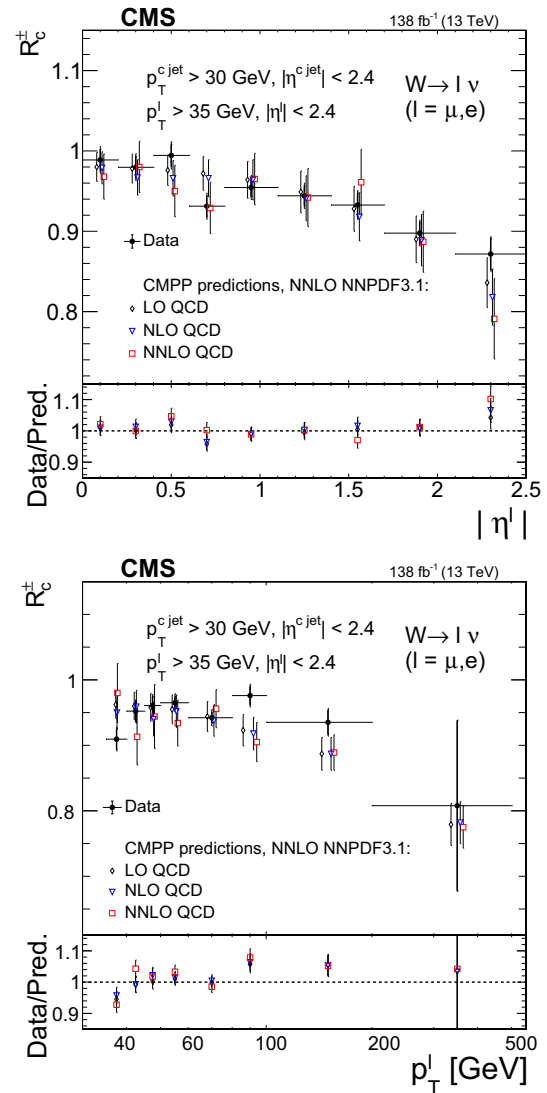 CMS 138 fb⁻¹ (13 TeV)
R_c^±
p_T^{c jet} > 30 GeV, |η^{c jet}| < 2.4
p_T^l > 35 GeV, |η^l| < 2.4
W → l ν
(l = μ,e)
1.1
1
0.9
0.8
Data
CMPP predictions, NNLO NNPDF3.1:
LO QCD
NLO QCD
NNLO QCD
Data/Pred.
1.1
1
0.9
0 0.5 1 1.5 2 2.5
| η^l |
CMS 138 fb⁻¹ (13 TeV)
R_c^±
p_T^{c jet} > 30 GeV, |η^{c jet}| < 2.4
p_T^l > 35 GeV, |η^l| < 2.4
W → l ν
(l = μ,e)
1
0.8
Data
CMPP predictions, NNLO NNPDF3.1:
LO QCD
NLO QCD
NNLO QCD
Data/Pred.
1.1
1
0.9
40 60 100 200 500
p_T^l [GeV]